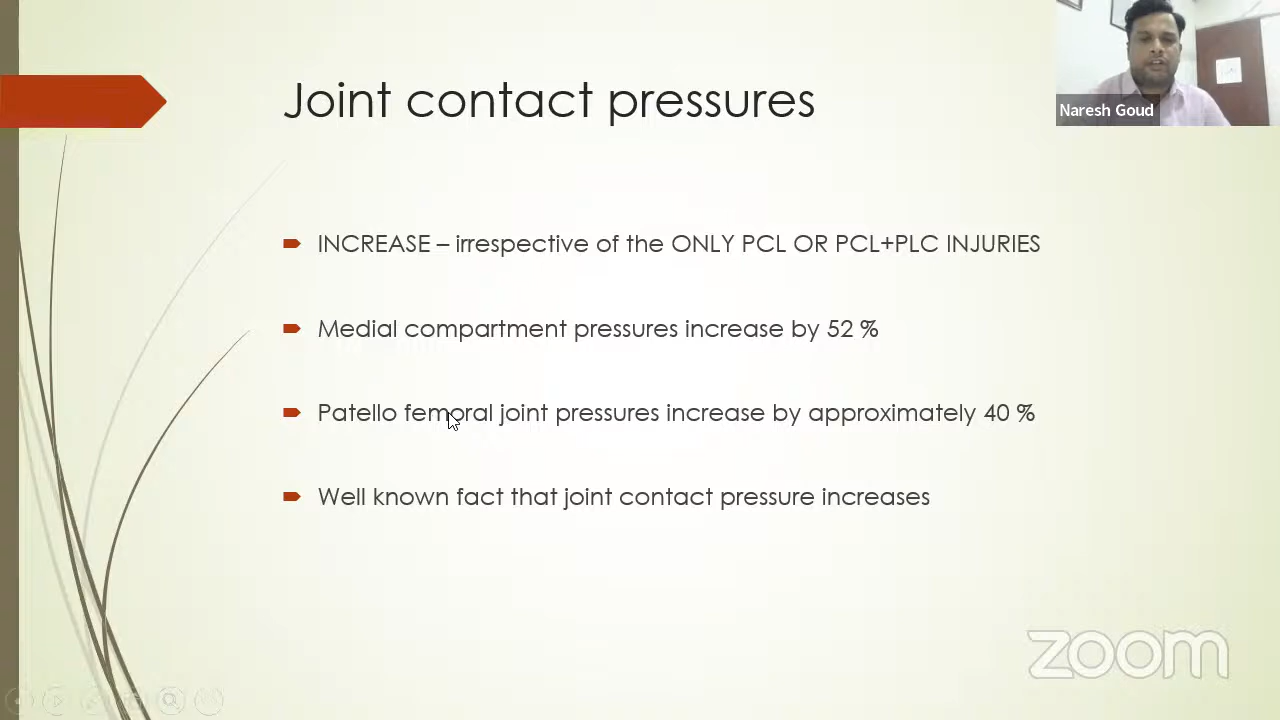 Joint contact pressures
Naresh Goud
INCREASE – irrespective of the ONLY PCL OR PCL+PLC INJURIES
Medial compartment pressures increase by 52 %
Patello femoral joint pressures increase by approximately 40 %
Well known fact that joint contact pressure increases
zoom